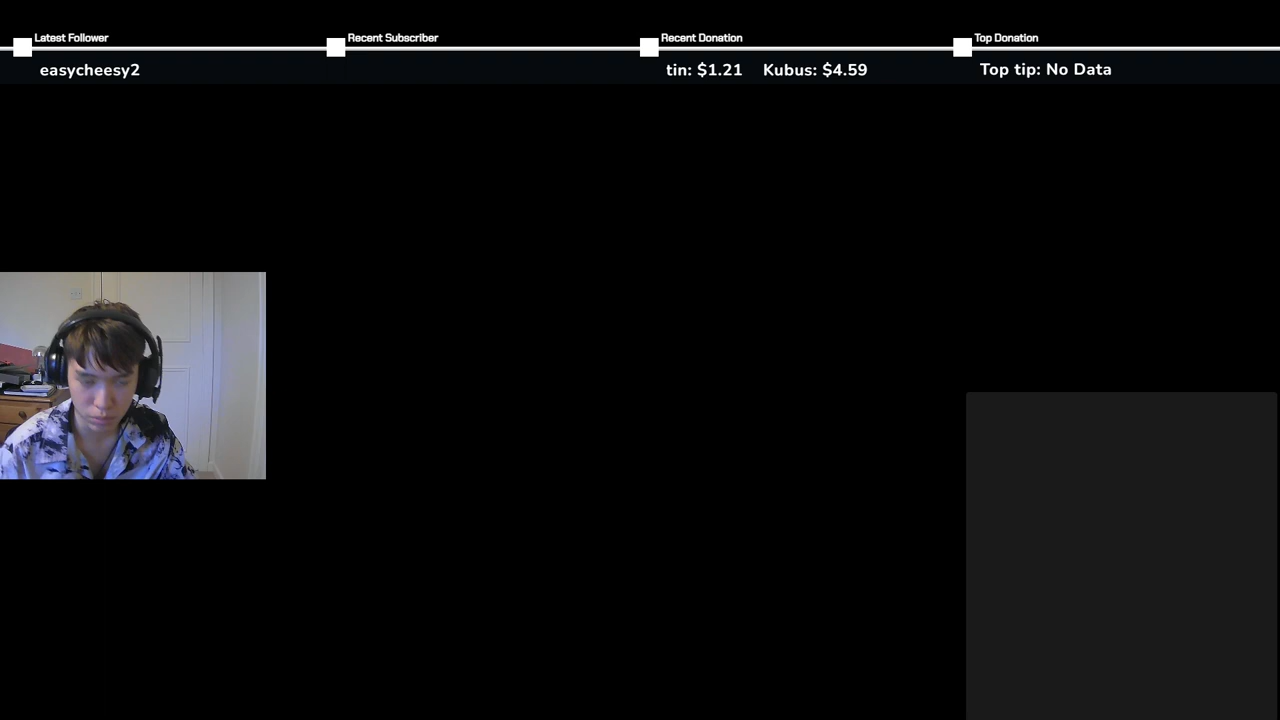 Latest Follower
Recent Subscriber
Recent Donation
Top Donation
easycheesy2
tin: $1.21 Kubus: $4.59
Top tip: No Data